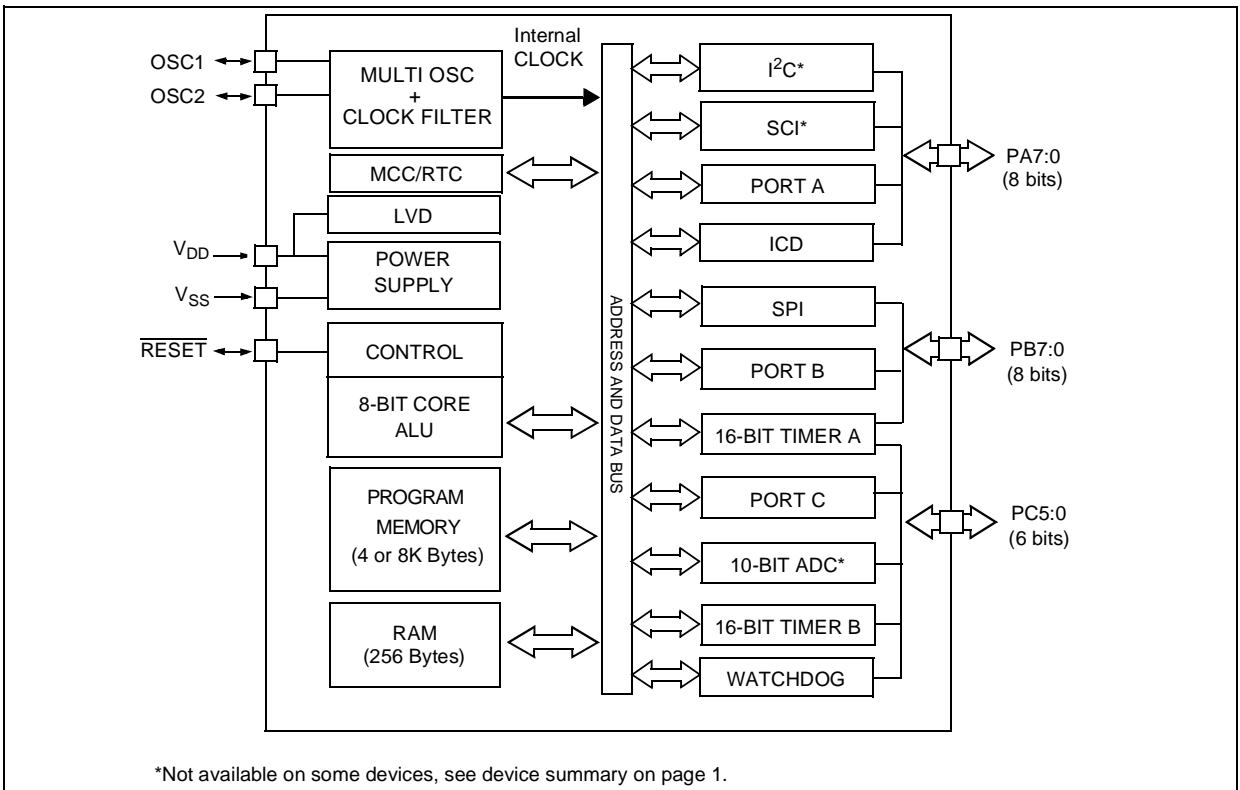 OSC1
OSC2
MULTI OSC
+
CLOCK FILTER
Internal
CLOCK
MCC/RTC
LVD
VDD
POWER
SUPPLY
VSS
RESET
CONTROL
8-BIT CORE
ALU
PROGRAM
MEMORY
(4 or 8K Bytes)
RAM
(256 Bytes)
ADDRESS AND DATA BUS
I²C*
SCI*
PORT A
ICD
PA7:0
(8 bits)
SPI
PORT B
16-BIT TIMER A
PB7:0
(8 bits)
PORT C
10-BIT ADC*
16-BIT TIMER B
WATCHDOG
PC5:0
(6 bits)
*Not available on some devices, see device summary on page 1.